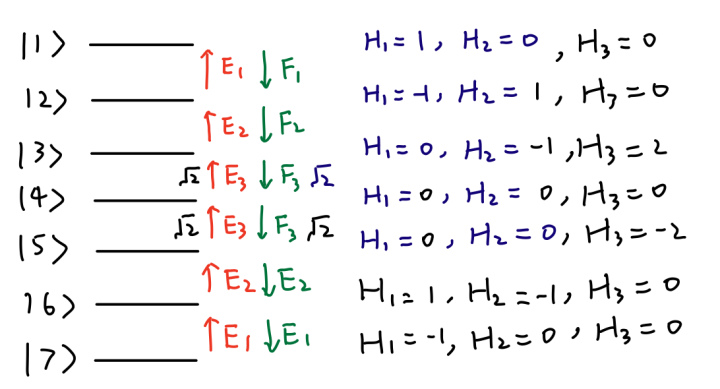 |1> H₁ = 1, H₂ = 0, H₃ = 0
↑E₁ ↓F₁
|2> H₁ = -1, H₂ = 1, H₃ = 0
↑E₂ ↓F₂
|3> H₁ = 0, H₂ = -1, H₃ = 2
√2 ↑E₃ ↓F₃ √2
|4> H₁ = 0, H₂ = 0, H₃ = 0
√2 ↑E₃ ↓F₃ √2
|5> H₁ = 0, H₂ = 0, H₃ = -2
↑E₂ ↓E₂
|6> H₁ = 1, H₂ = -1, H₃ = 0
↑E₁ ↓E₁
|7> H₁ = -1, H₂ = 0, H₃ = 0